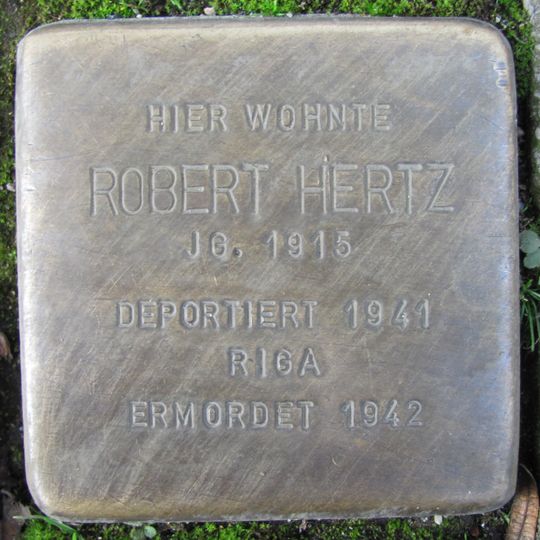 HIER WOHNTE
ROBERT HERTZ
JG. 1915
DEPORTIERT 1941
RIGA
ERMORDET 1942